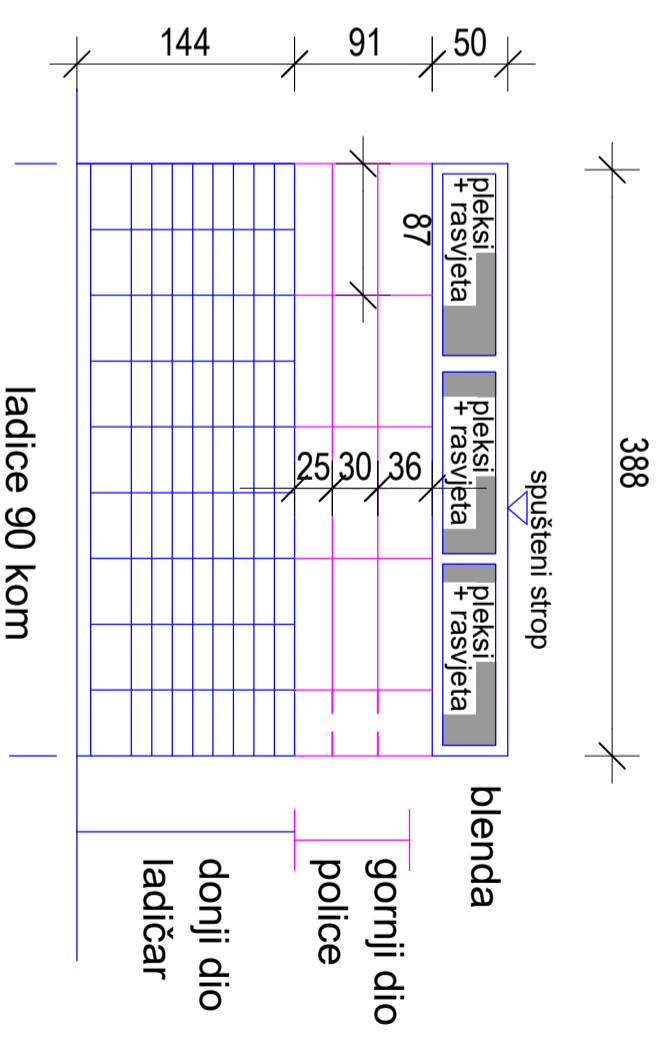 388
spušteni strop
50
91
144
pleksi
+ rasvjeta
pleksi
+ rasvjeta
pleksi
+ rasvjeta
blenda
87
36
30
25
gornji dio
police
donji dio
ladičar
ladice 90 kom